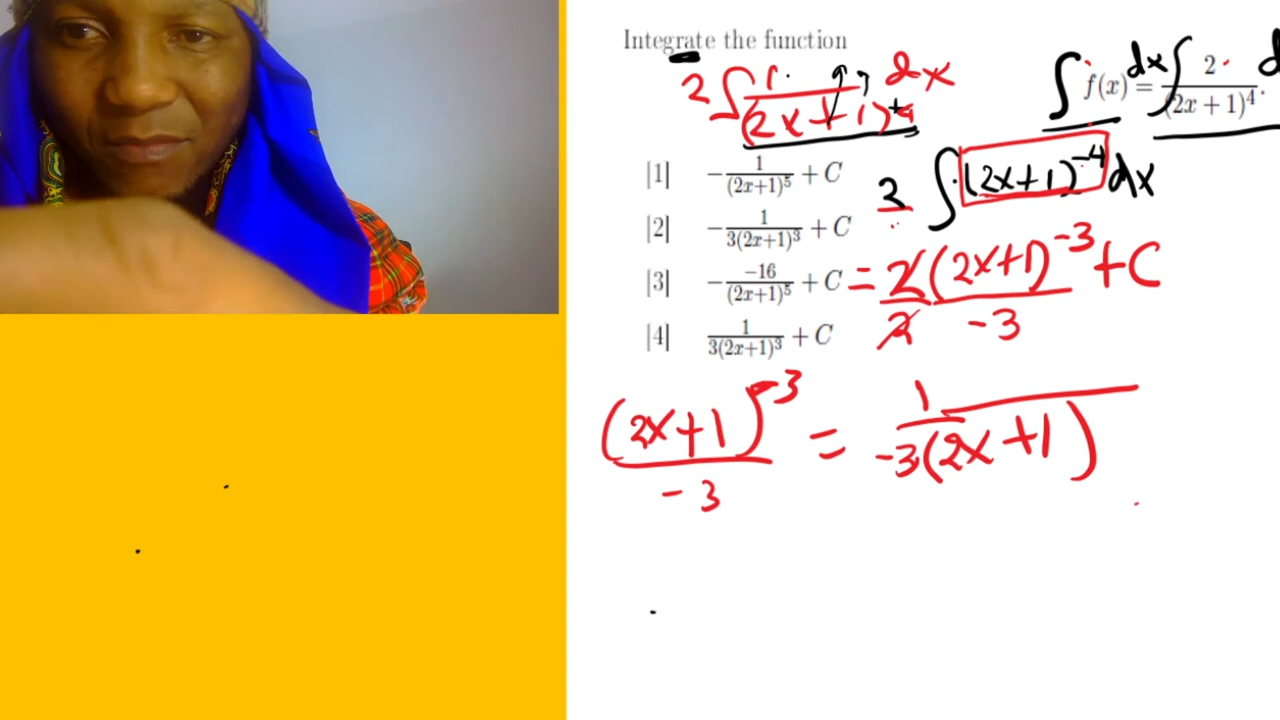 Integrate the function
2∫ 1/(2x+1)^4 dx
∫ f(x) dx = ∫ 2/(2x + 1)^4 .
|1| −1/(2x+1)^5 + C
2 ∫ (2x+1)^-4 dx
|2| −1/3(2x+1)^3 + C
|3| −-16/(2x+1)^5 + C
= 2/2 (2x+1)^-3/-3 + C
|4| 1/3(2x+1)^3 + C
(2x+1)^-3/-3 = 1/-3(2x+1)